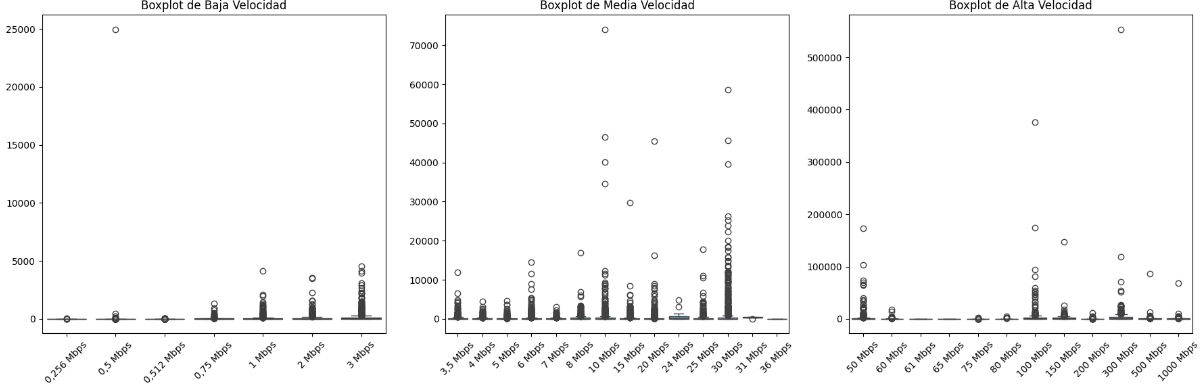 Boxplot de Baja Velocidad
25000
20000
15000
10000
5000
0
0,256 Mbps
0,5 Mbps
0,512 Mbps
0,75 Mbps
1 Mbps
2 Mbps
3 Mbps
Boxplot de Media Velocidad
70000
60000
50000
40000
30000
20000
10000
0
3,5 Mbps
4 Mbps
5 Mbps
6 Mbps
7 Mbps
8 Mbps
10 Mbps
15 Mbps
20 Mbps
24 Mbps
25 Mbps
30 Mbps
31 Mbps
36 Mbps
Boxplot de Alta Velocidad
500000
400000
300000
200000
100000
0
50 Mbps
60 Mbps
61 Mbps
65 Mbps
75 Mbps
80 Mbps
100 Mbps
150 Mbps
200 Mbps
300 Mbps
500 Mbps
1000 Mbps